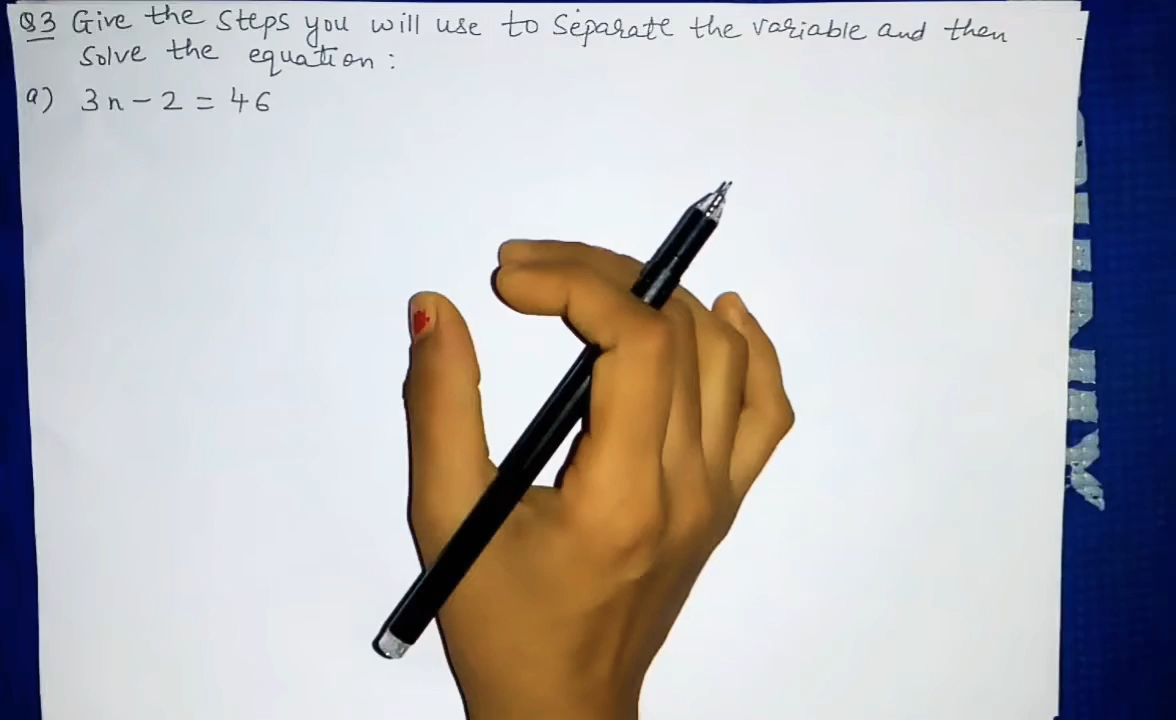 Q3 Give the steps you will use to separate the variable and then
solve the equation :
a) 3n - 2 = 46